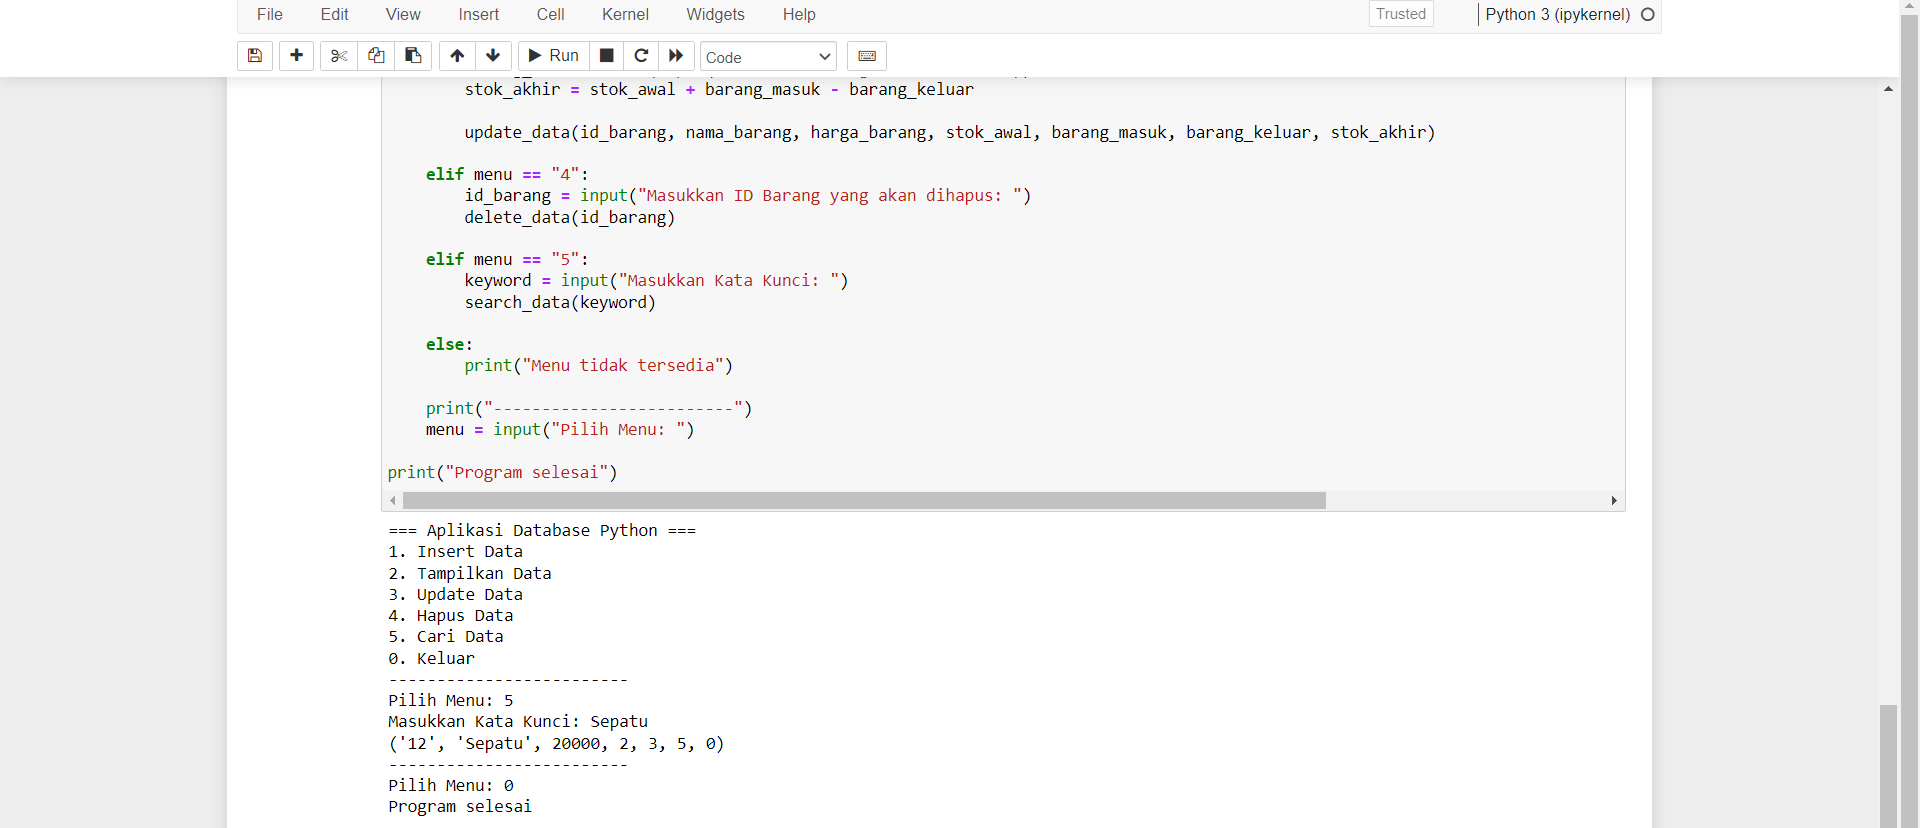 File Edit View Insert Cell Kernel Widgets Help Trusted Python 3 (ipykernel)
Run Code
stok_akhir = stok_awal + barang_masuk - barang_keluar
update_data(id_barang, nama_barang, harga_barang, stok_awal, barang_masuk, barang_keluar, stok_akhir)
elif menu == "4":
id_barang = input("Masukkan ID Barang yang akan dihapus: ")
delete_data(id_barang)
elif menu == "5":
keyword = input("Masukkan Kata Kunci: ")
search_data(keyword)
else:
print("Menu tidak tersedia")
print("-------------------------")
menu = input("Pilih Menu: ")
print("Program selesai")
=== Aplikasi Database Python ===
1. Insert Data
2. Tampilkan Data
3. Update Data
4. Hapus Data
5. Cari Data
0. Keluar
-------------------------
Pilih Menu: 5
Masukkan Kata Kunci: Sepatu
('12', 'Sepatu', 20000, 2, 3, 5, 0)
-------------------------
Pilih Menu: 0
Program selesai